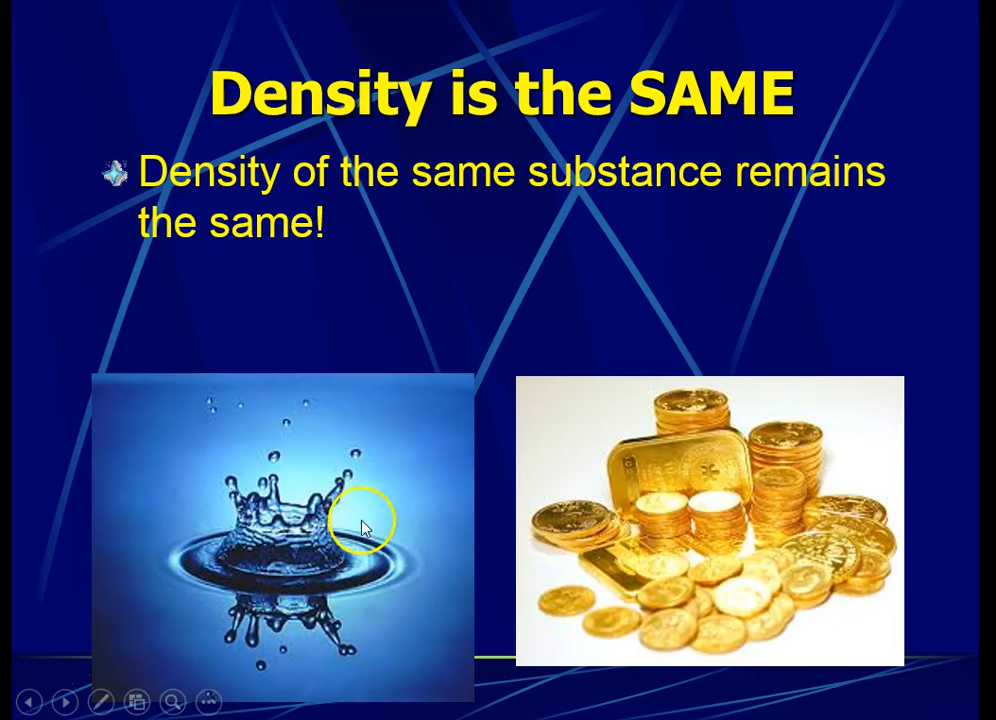 Density is the SAME
Density of the same substance remains
the same!